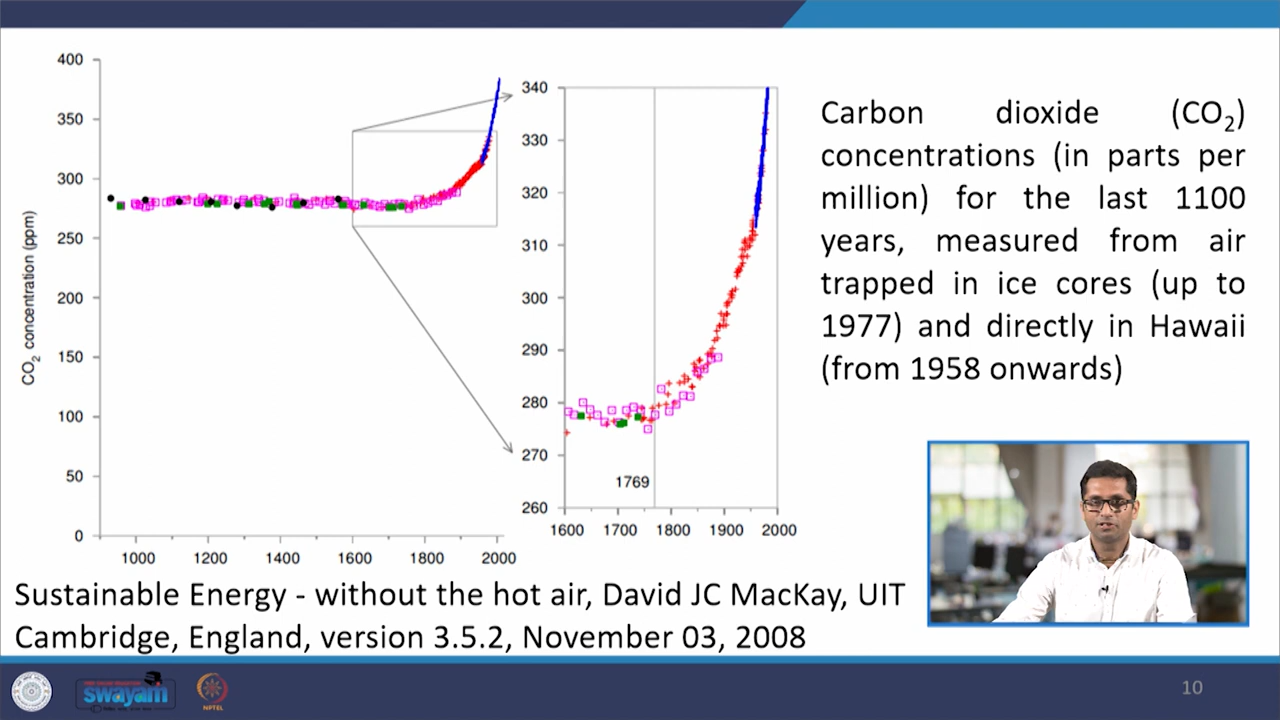 400
350
300
250
200
150
100
50
0
CO2 concentration (ppm)
1000 1200 1400 1600 1800 2000
340
330
320
310
300
290
280
270
260
1769
1600 1700 1800 1900 2000
Carbon dioxide (CO2)
concentrations (in parts per
million) for the last 1100
years, measured from air
trapped in ice cores (up to
1977) and directly in Hawaii
(from 1958 onwards)
Sustainable Energy - without the hot air, David JC MacKay, UIT
Cambridge, England, version 3.5.2, November 03, 2008
swayam
NPTEL
10